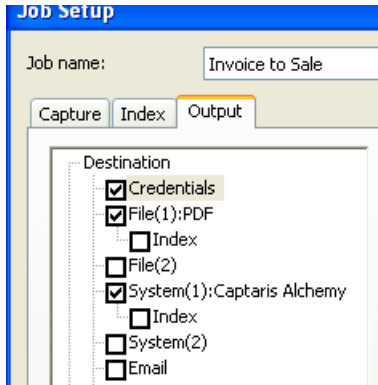 Job Setup
Job name: Invoice to Sale
Capture Index Output
Destination
Credentials
File(1):PDF
Index
File(2)
System(1):Captaris Alchemy
Index
System(2)
Email